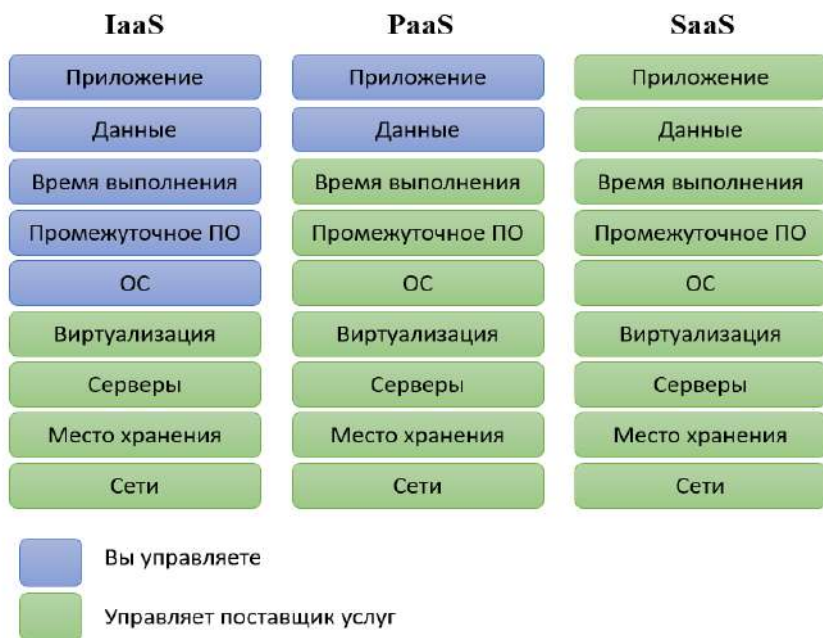 IaaS PaaS SaaS
Приложение Приложение Приложение
Данные Данные Данные
Время выполнения Время выполнения Время выполнения
Промежуточное ПО Промежуточное ПО Промежуточное ПО
ОС ОС ОС
Виртуализация Виртуализация Виртуализация
Серверы Серверы Серверы
Место хранения Место хранения Место хранения
Сети Сети Сети
Вы управляете
Управляет поставщик услуг